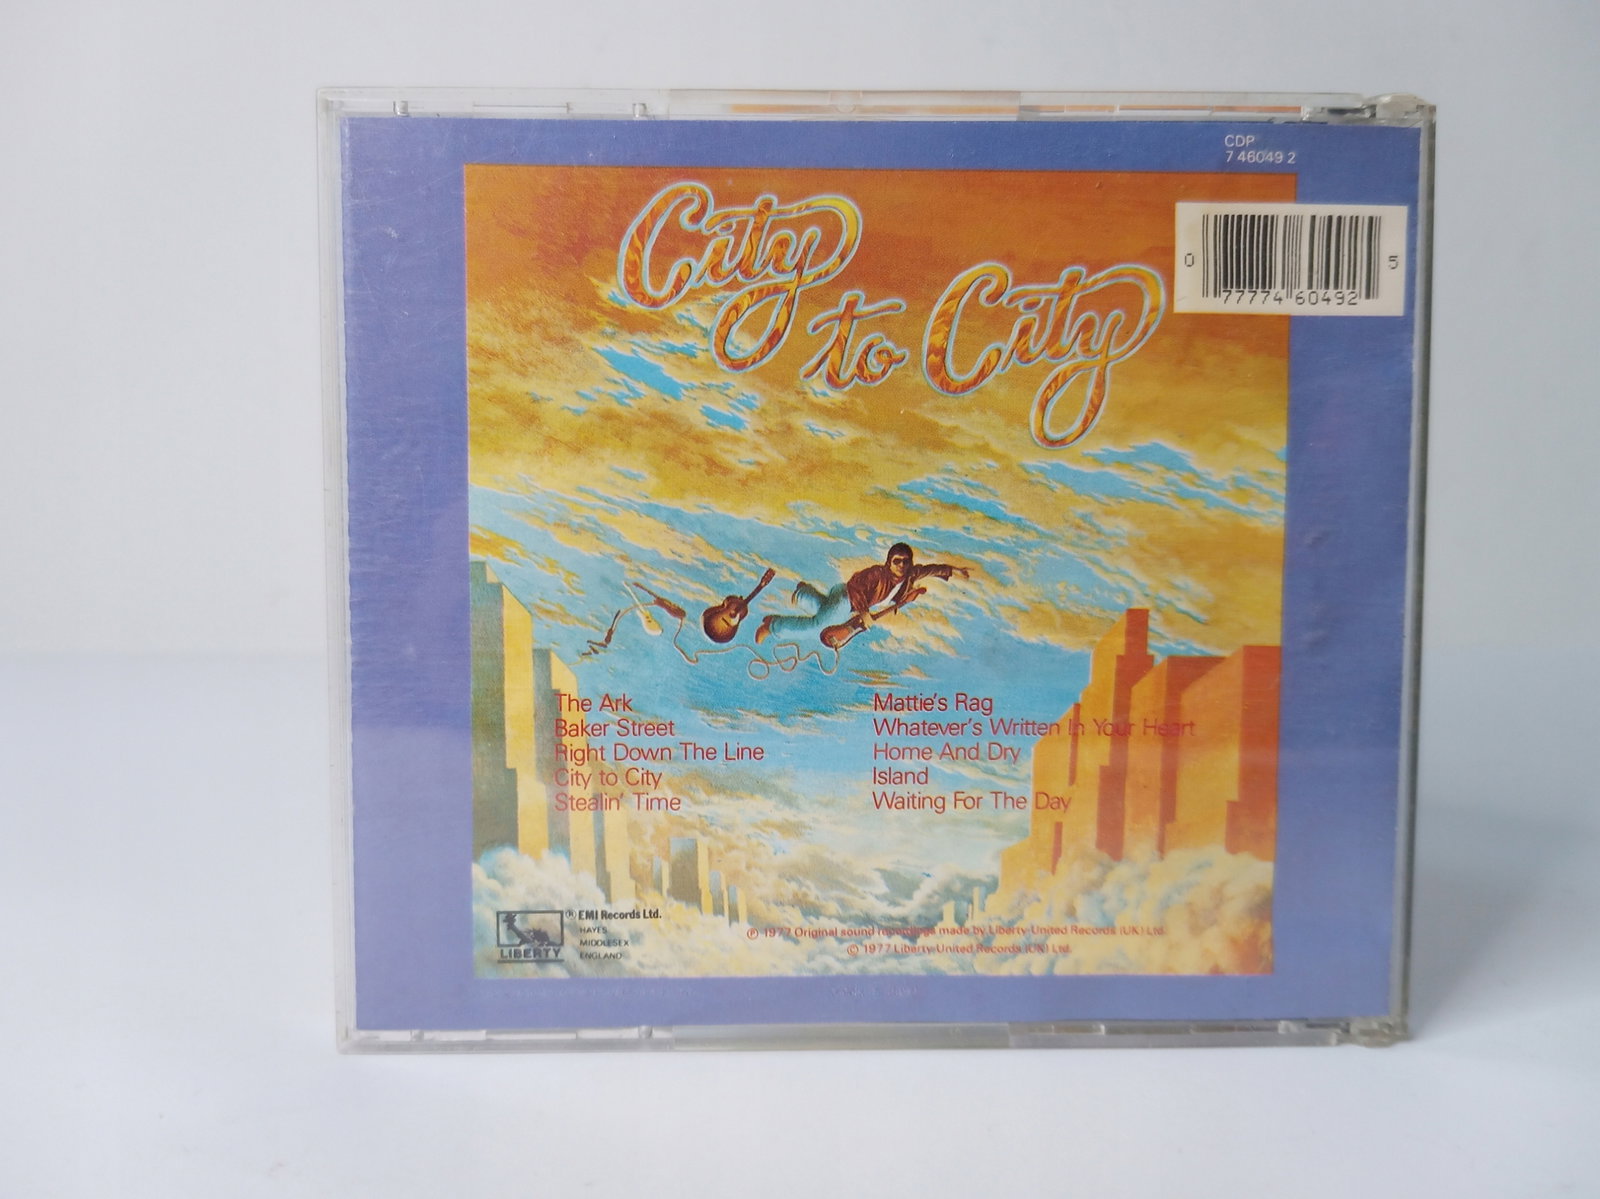 CDP
7 46049 2
City
to City
0 77774 60492 5
The Ark
Baker Street
Right Down The Line
City to City
Stealin' Time
Mattie's Rag
Whatever's Written In Your Heart
Home And Dry
Island
Waiting For The Day
LIBERTY
® EMI Records Ltd.
HAYES
MIDDLESEX
ENGLAND
℗ 1977 Original sound recordings made by Liberty-United Records (UK) Ltd.
© 1977 Liberty-United Records (UK) Ltd.